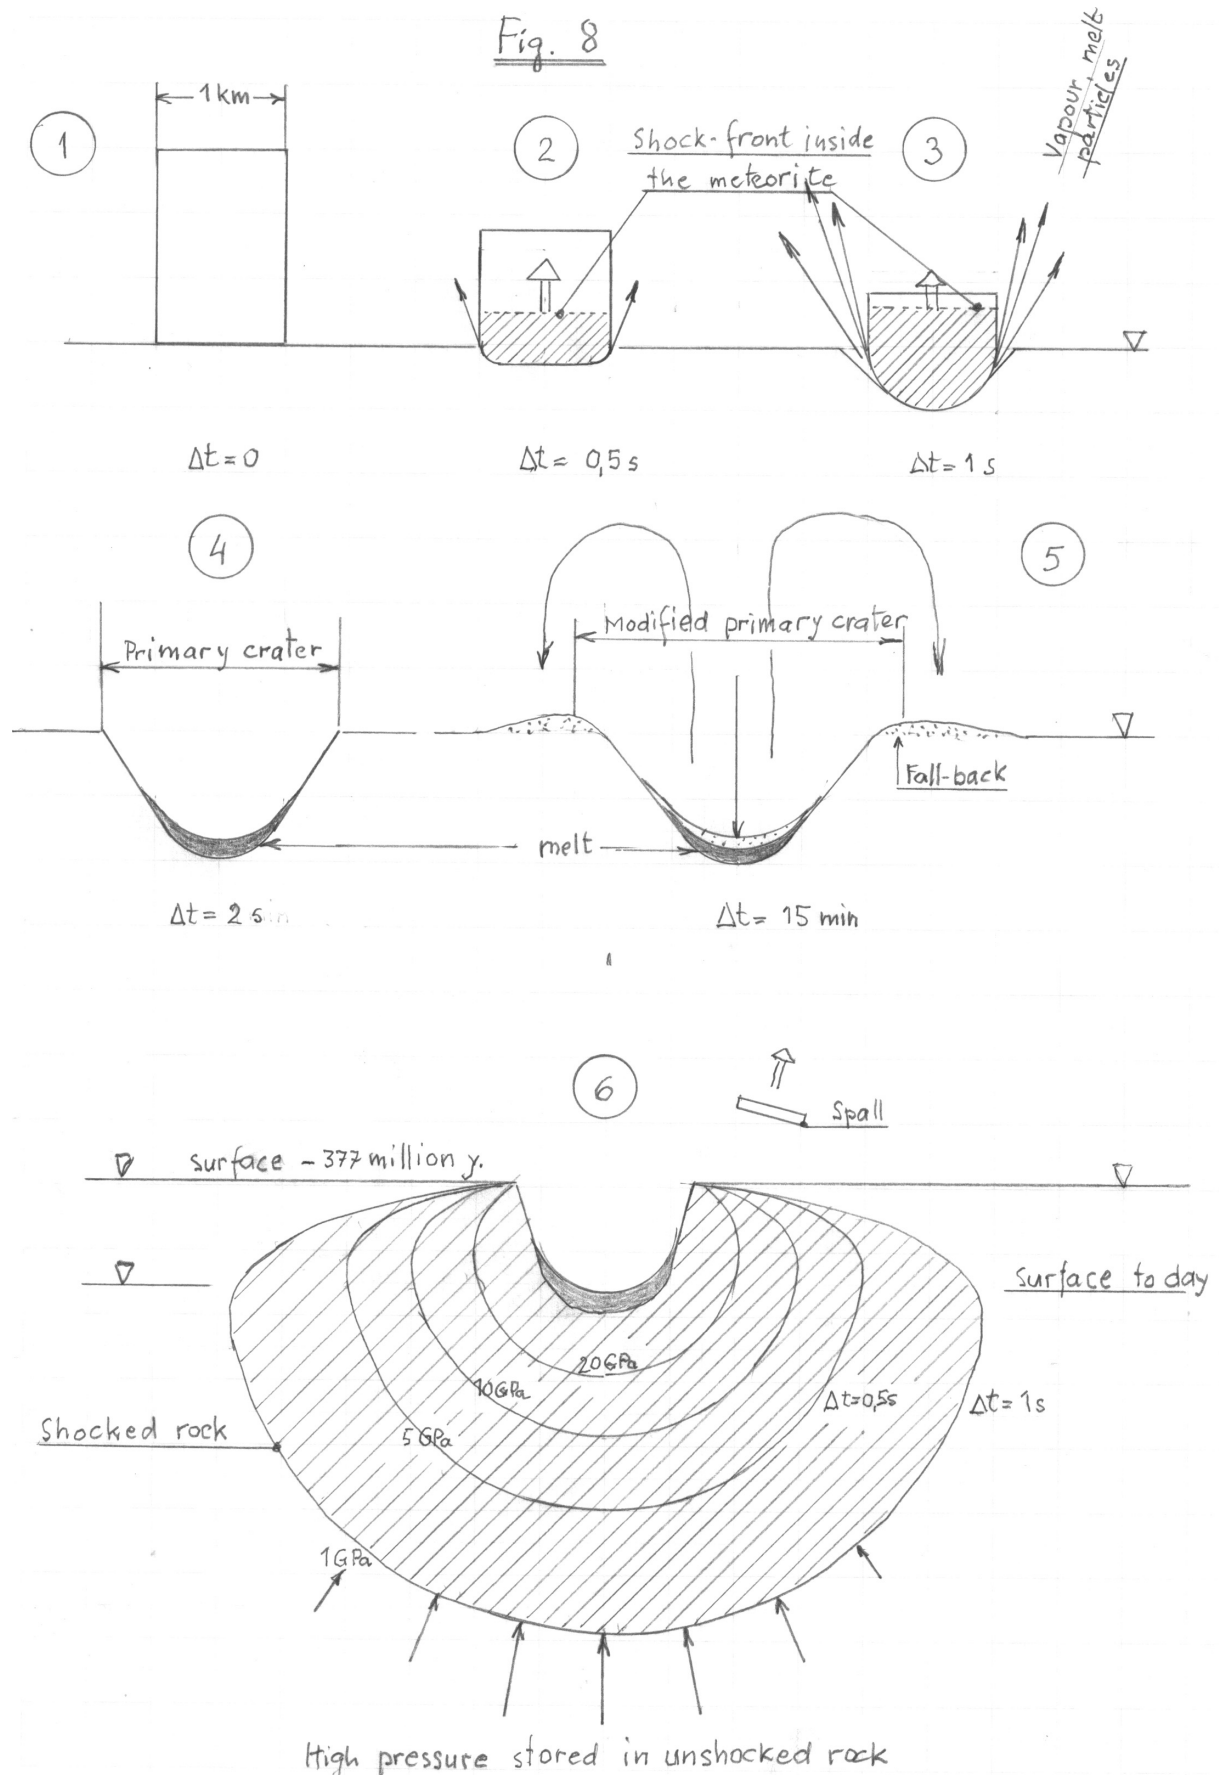 Fig. 8
1 km
1
2
Shock-front inside
the meteorite
3
Vapour, melt
particles
Δt=0
Δt= 0,5 s
Δt= 1 s
4
5
Primary crater
Modified primary crater
Fall-back
melt
Δt= 2 s
Δt= 15 min
6
Spall
Surface - 377 million y.
Surface to day
20GPa
10GPa
5GPa
Δt=0,5s
Δt= 1s
Shocked rock
1GPa
High pressure stored in unshocked rock